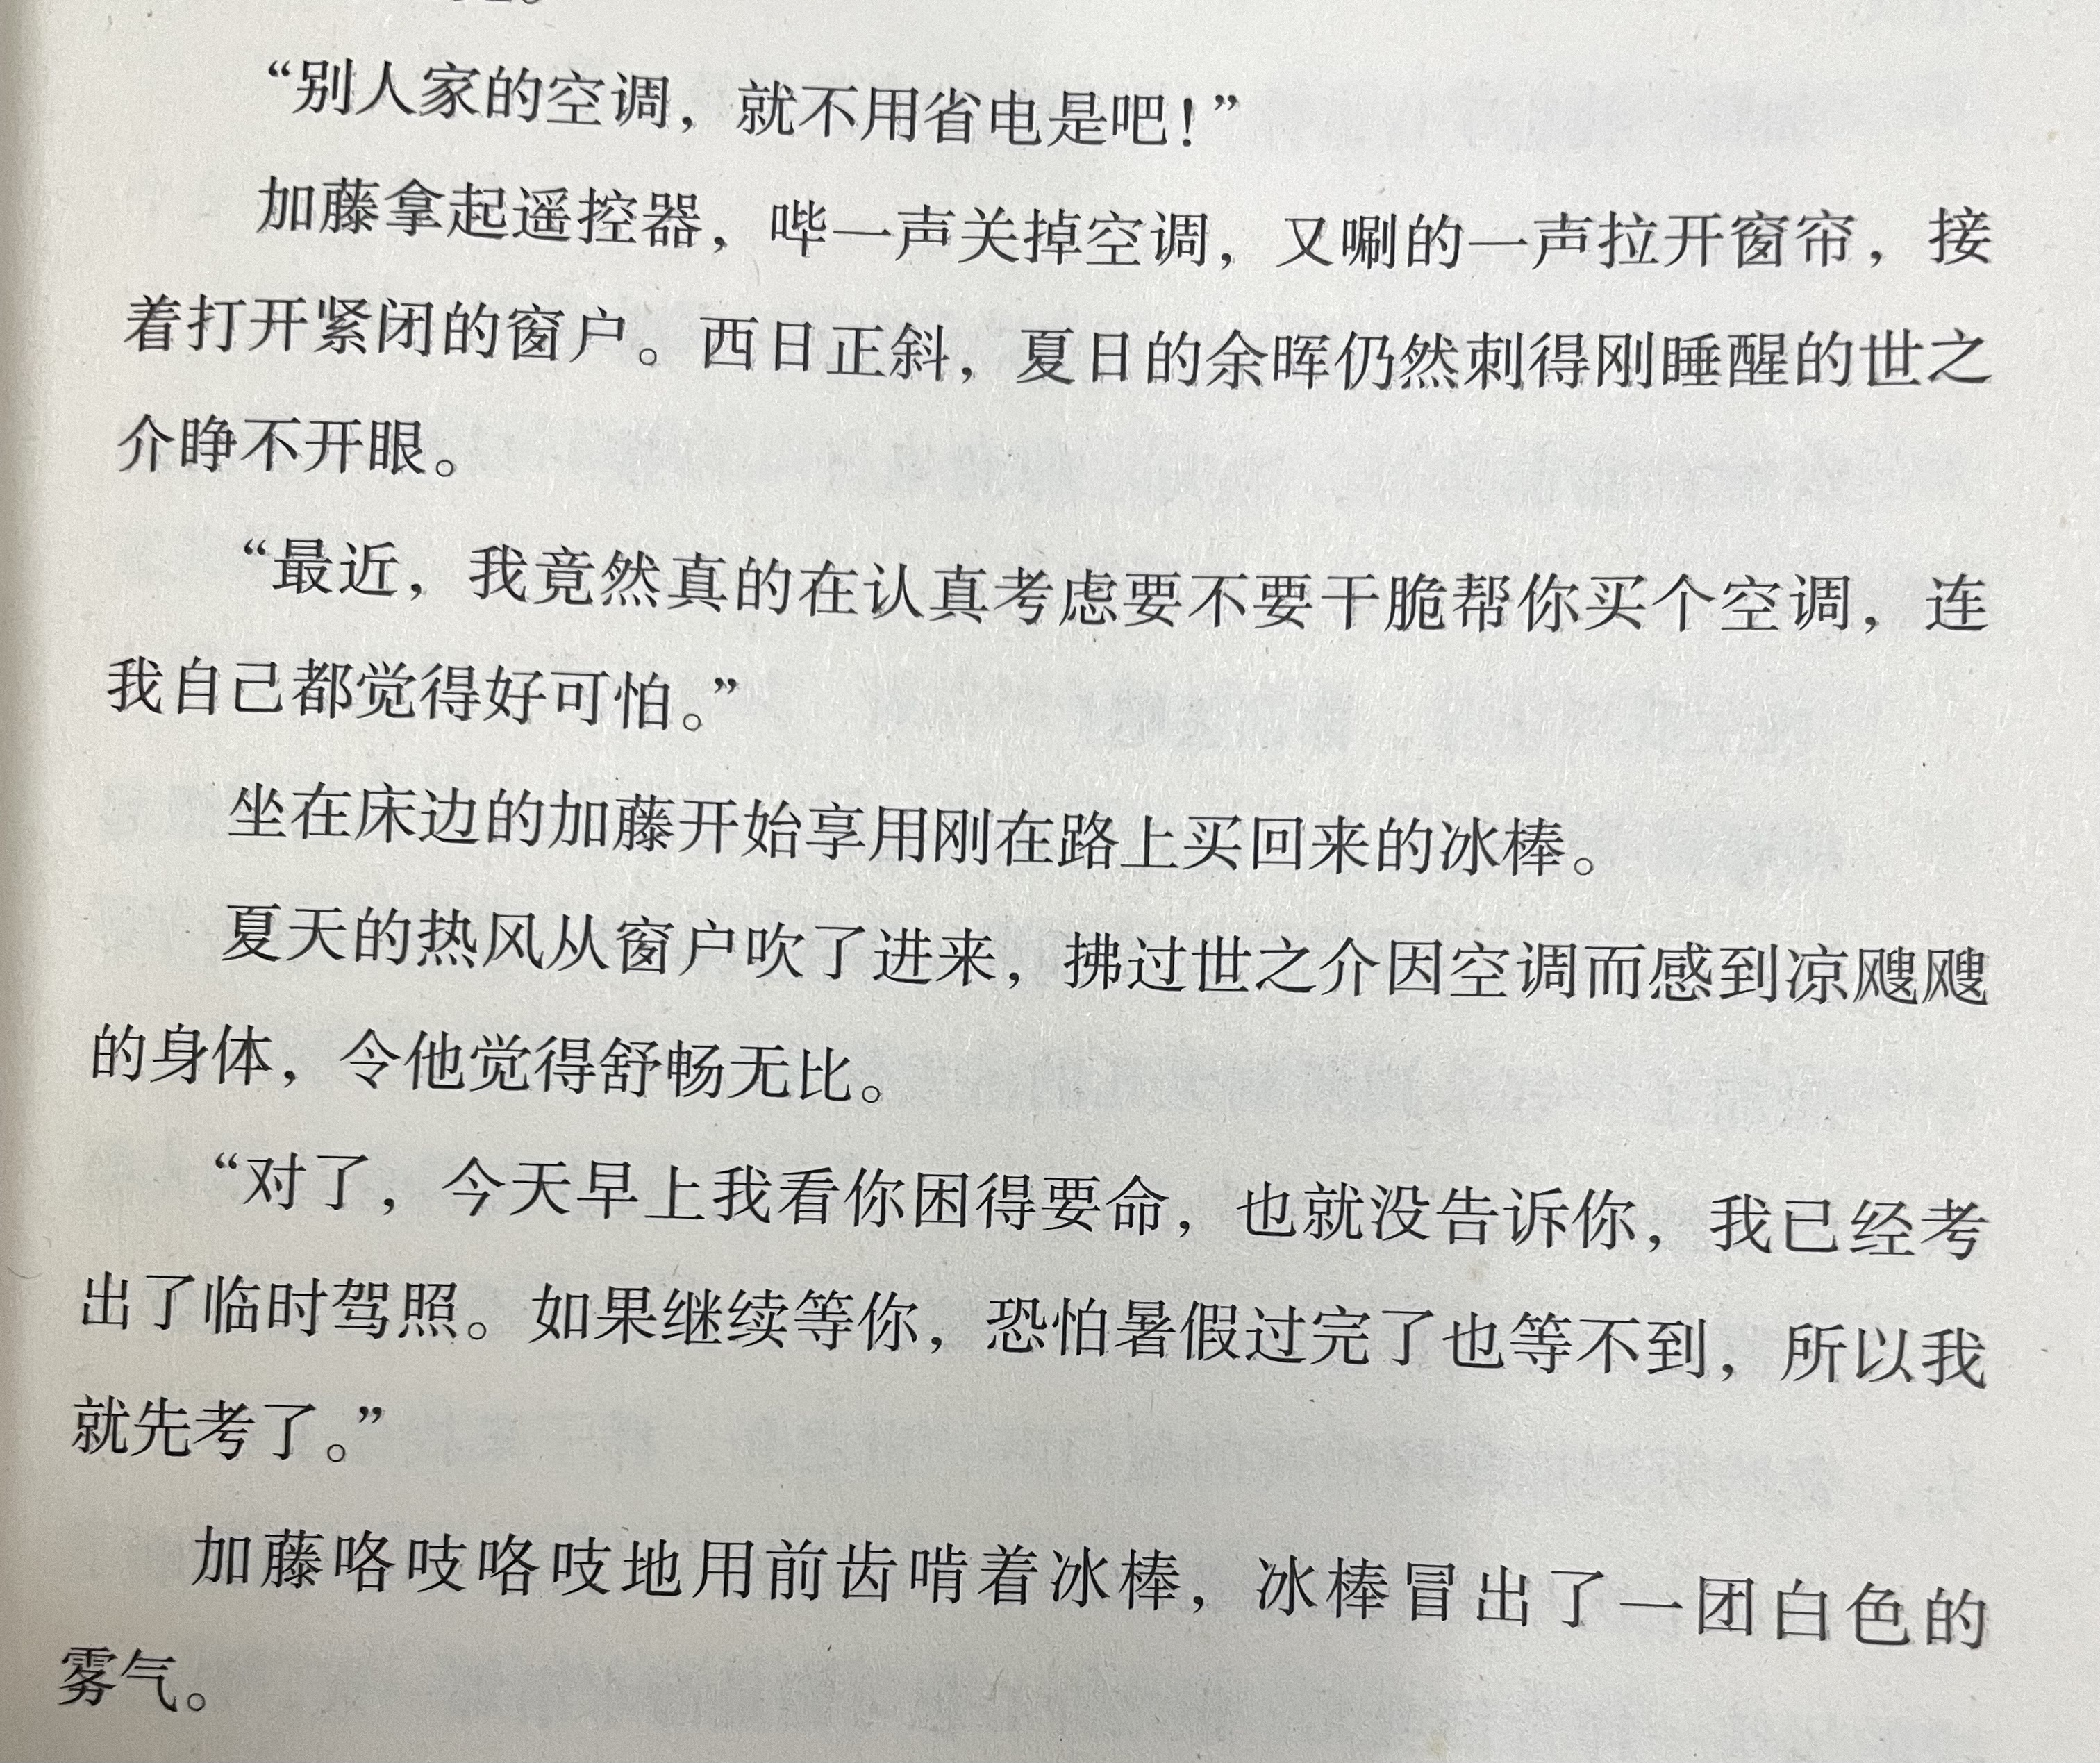 “别人家的空调，就不用省电是吧！”
加藤拿起遥控器，哔一声关掉空调，又唰的一声拉开窗帘，接
着打开紧闭的窗户。西日正斜，夏日的余晖仍然刺得刚睡醒的世之
介睁不开眼。
“最近，我竟然真的在认真考虑要不要干脆帮你买个空调，连
我自己都觉得好可怕。”
坐在床边的加藤开始享用刚在路上买回来的冰棒。
夏天的热风从窗户吹了进来，拂过世之介因空调而感到凉飕飕
的身体，令他觉得舒畅无比。
“对了，今天早上我看你困得要命，也就没告诉你，我已经考
出了临时驾照。如果继续等你，恐怕暑假过完了也等不到，所以我
就先考了。”
加藤咯吱咯吱地用前齿啃着冰棒，冰棒冒出了一团白色的
雾气。